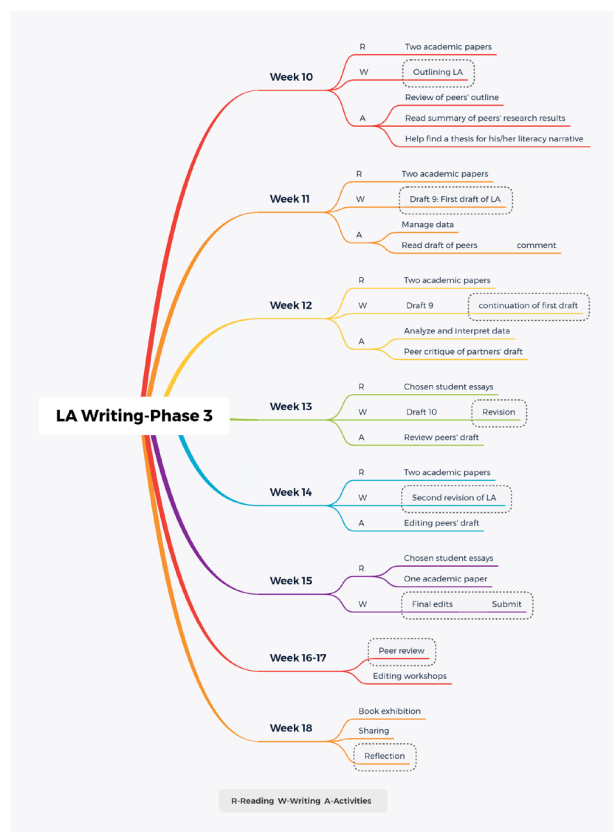 LA Writing-Phase 3
Week 10
R Two academic papers
W Outlining LA
A Review of peers' outline
Read summary of peers' research results
Help find a thesis for his/her literacy narrative
Week 11
R Two academic papers
W Draft 9: First draft of LA
A Manage data
Read draft of peers comment
Week 12
R Two academic papers
W Draft 9 continuation of first draft
A Analyze and interpret data
Peer critique of partners' draft
Week 13
R Chosen student essays
W Draft 10 Revision
A Review peers' draft
Week 14
R Two academic papers
W Second revision of LA
A Editing peers' draft
Week 15
R Chosen student essays
One academic paper
W Final edits Submit
Week 16-17
Peer review
Editing workshops
Week 18
Book exhibition
Sharing
Reflection
R-Reading W-Writing A-Activities